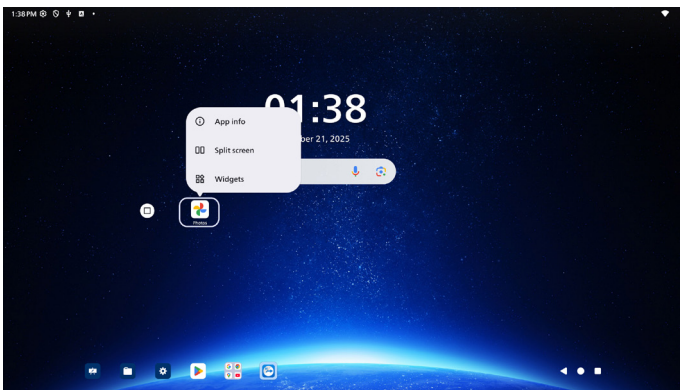 1:38 PM
01:38
ber 21, 2025
App info
Split screen
Widgets
Photos